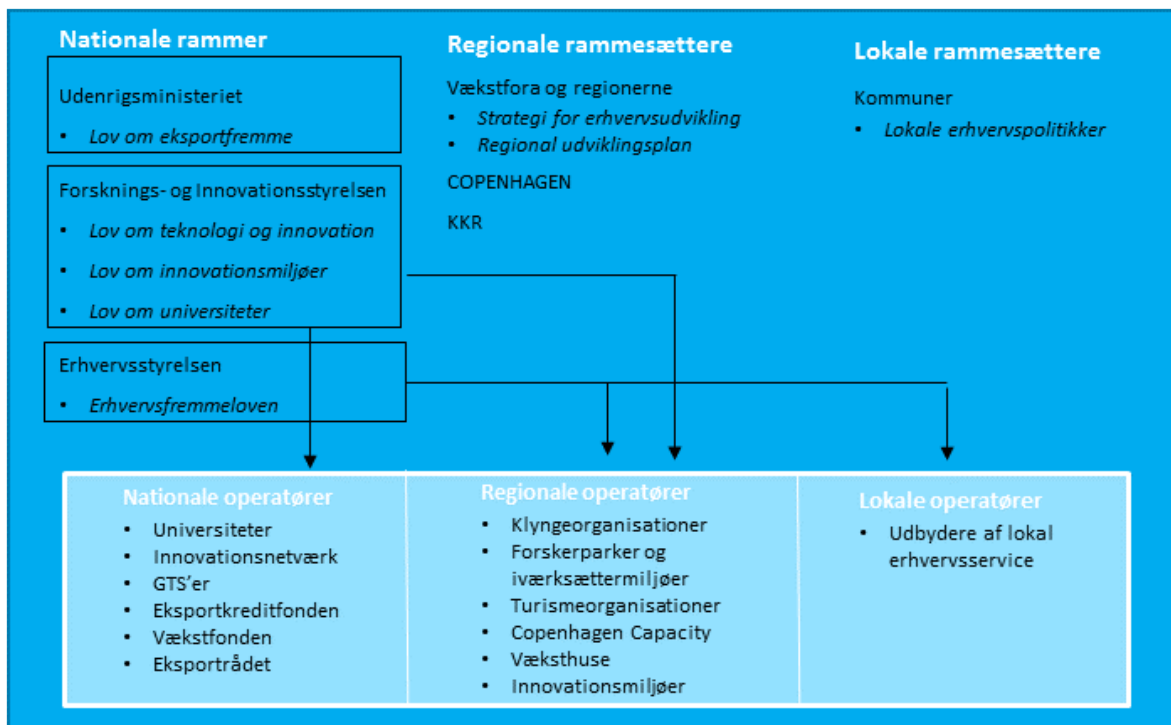 Nationale rammer
Udenrigsministeriet
• Lov om eksportfremme
Forsknings- og Innovationsstyrelsen
• Lov om teknologi og innovation
• Lov om innovationsmiljøer
• Lov om universiteter
Erhvervsstyrelsen
• Erhvervsfremmeloven
Regionale rammesættere
Vækstfora og regionerne
• Strategi for erhvervsudvikling
• Regional udviklingsplan
COPENHAGEN
KKR
Lokale rammesættere
Kommuner
• Lokale erhvervspolitikker
Nationale operatører
• Universiteter
• Innovationsnetværk
• GTS’er
• Eksportkreditfonden
• Vækstfonden
• Eksportrådet
Regionale operatører
• Klyngeorganisationer
• Forskerparker og
iværksættermiljøer
• Turismeorganisationer
• Copenhagen Capacity
• Væksthuse
• Innovationsmiljøer
Lokale operatører
• Udbydere af lokal
erhvervsservice